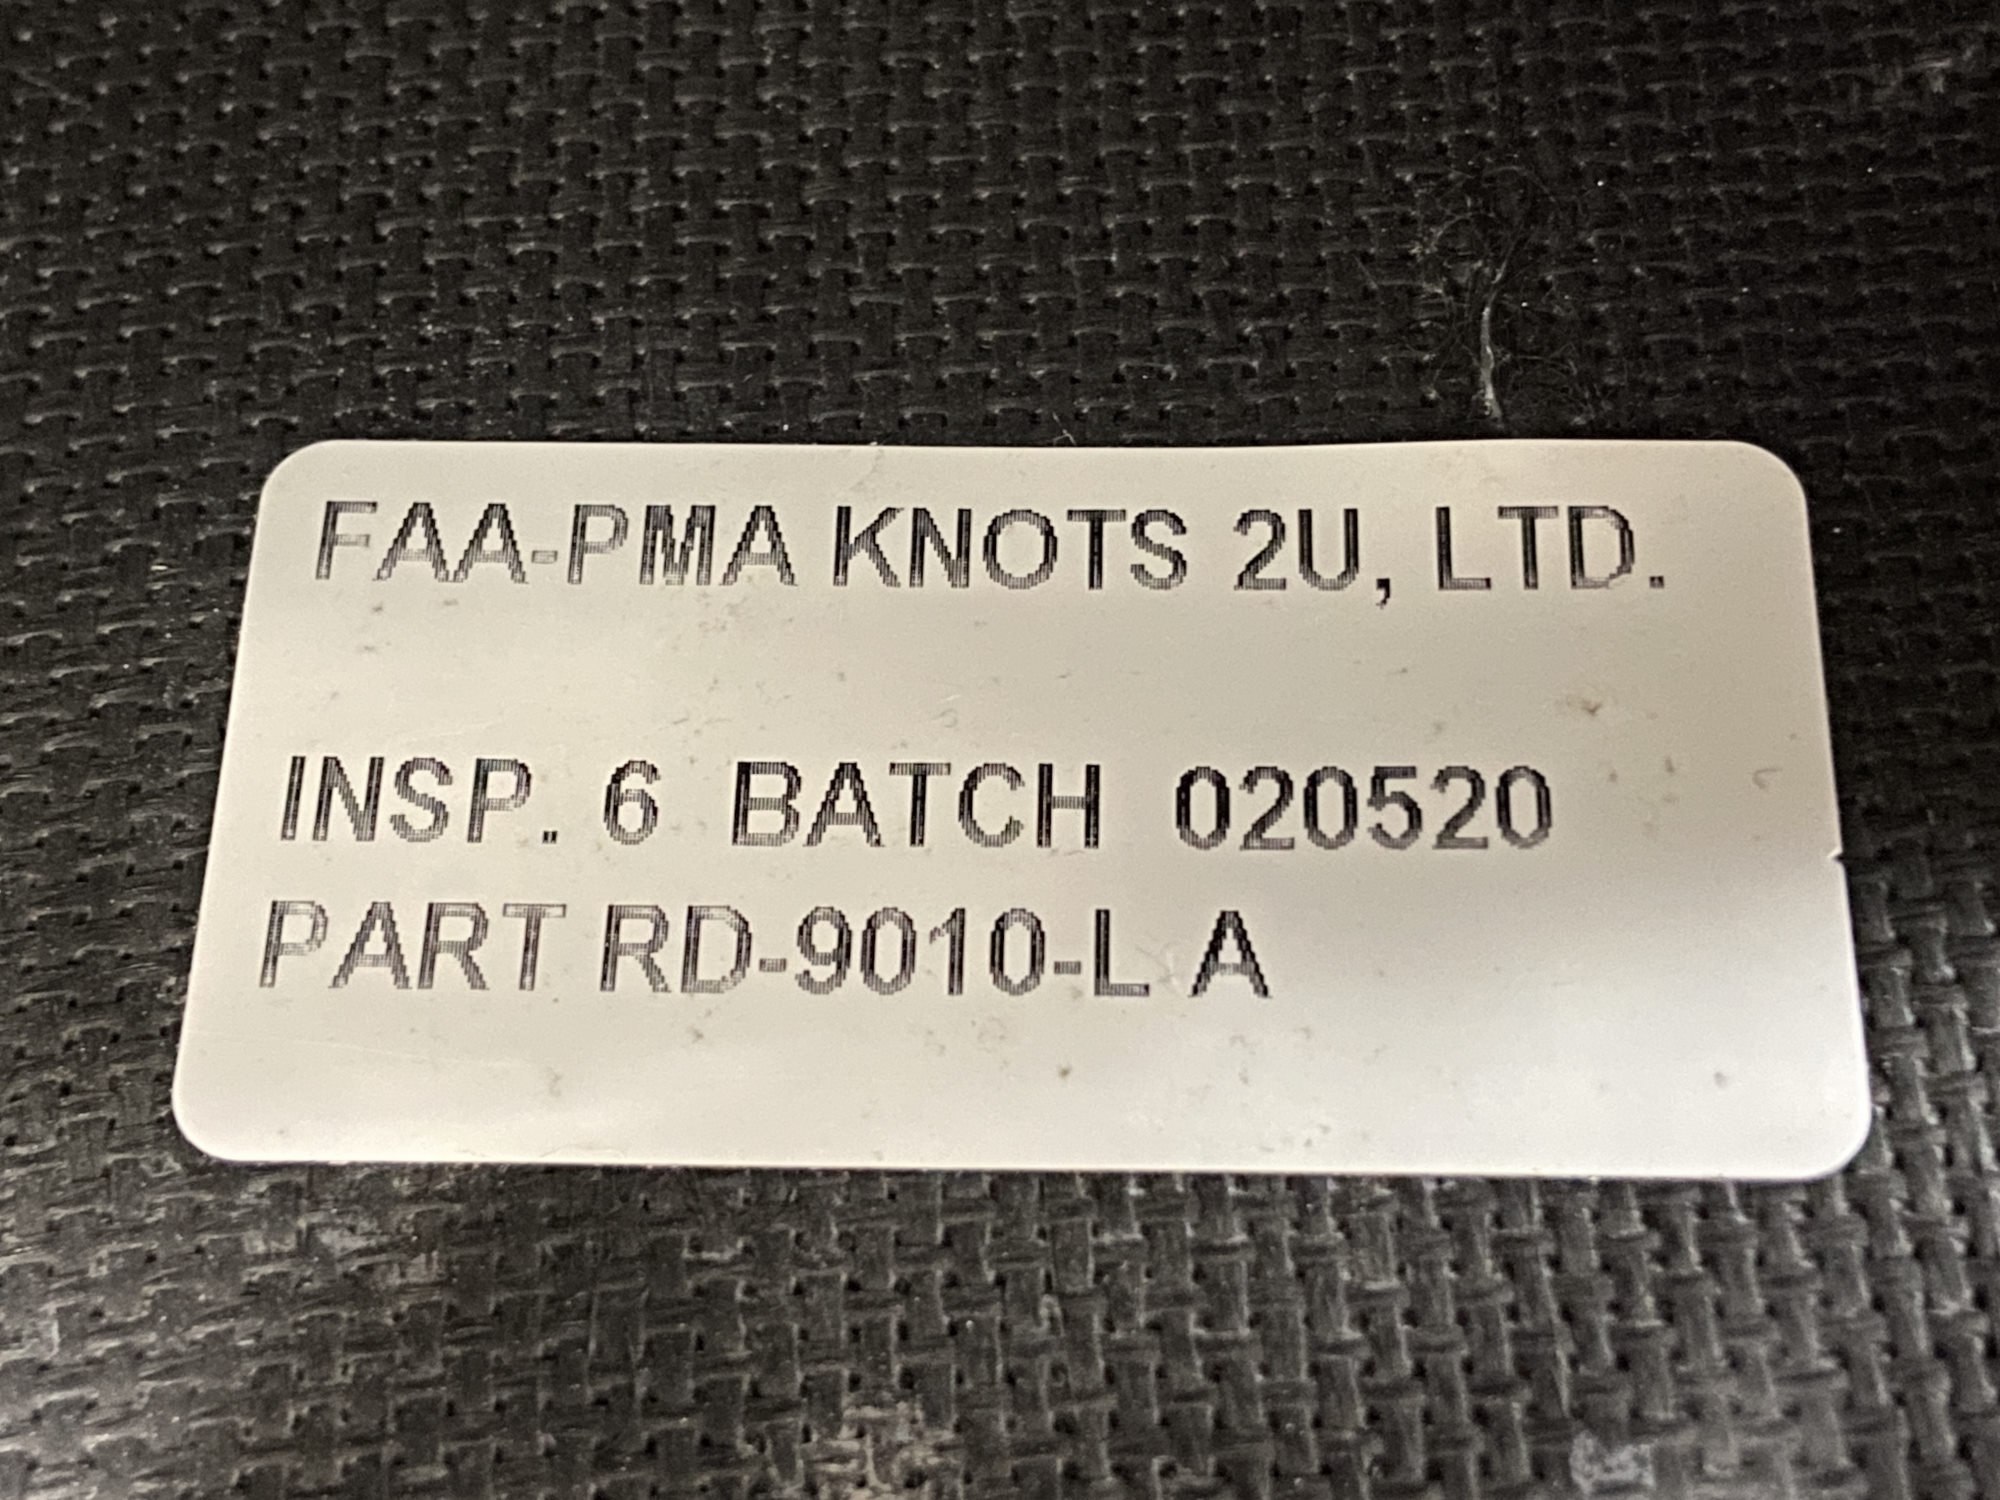 FAA-PMA KNOTS 2U, LTD.
INSP. 6 BATCH 020520
PART RD-9010-L A